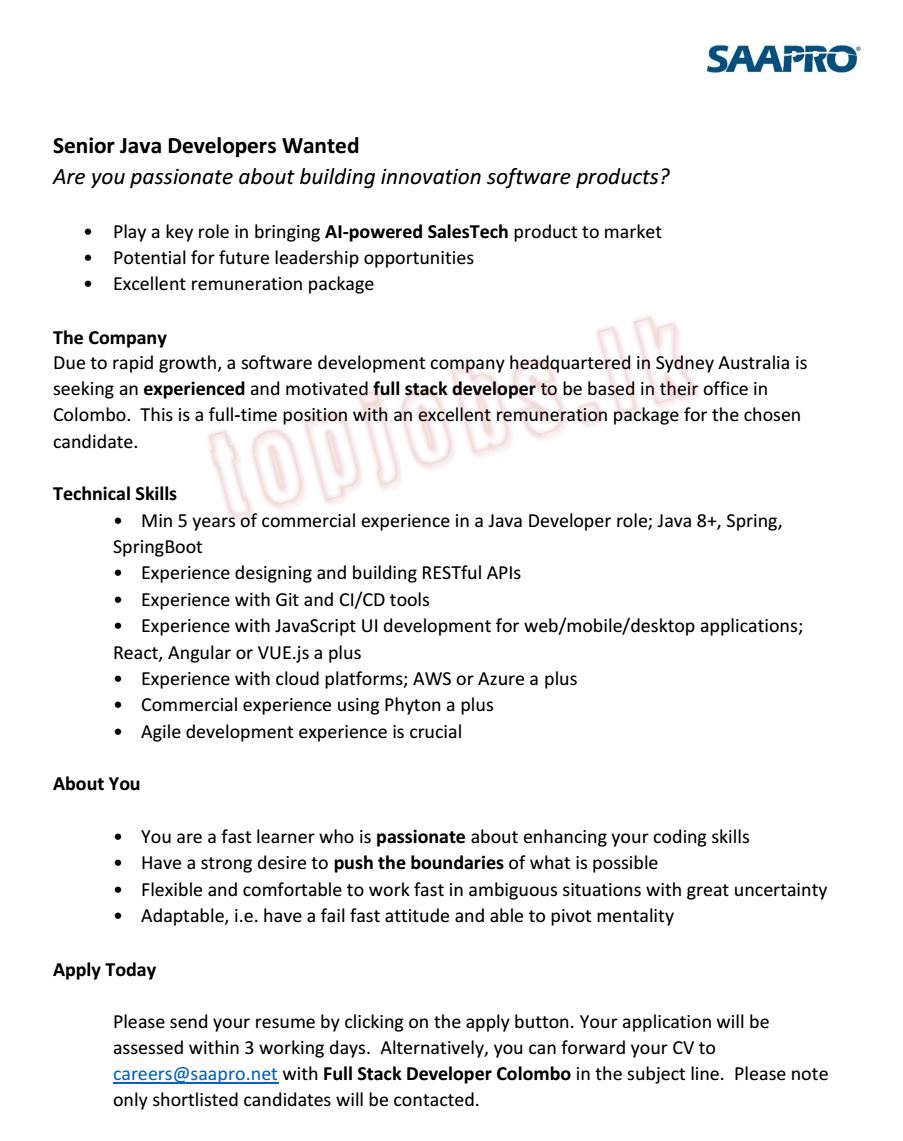 SAAPRO®
Senior Java Developers Wanted
Are you passionate about building innovation software products?
• Play a key role in bringing AI-powered SalesTech product to market
• Potential for future leadership opportunities
• Excellent remuneration package
The Company
Due to rapid growth, a software development company headquartered in Sydney Australia is
seeking an experienced and motivated full stack developer to be based in their office in
Colombo.  This is a full-time position with an excellent remuneration package for the chosen
candidate.
topjobs.lk
Technical Skills
• Min 5 years of commercial experience in a Java Developer role; Java 8+, Spring,
SpringBoot
• Experience designing and building RESTful APIs
• Experience with Git and CI/CD tools
• Experience with JavaScript UI development for web/mobile/desktop applications;
React, Angular or VUE.js a plus
• Experience with cloud platforms; AWS or Azure a plus
• Commercial experience using Phyton a plus
• Agile development experience is crucial
About You
• You are a fast learner who is passionate about enhancing your coding skills
• Have a strong desire to push the boundaries of what is possible
• Flexible and comfortable to work fast in ambiguous situations with great uncertainty
• Adaptable, i.e. have a fail fast attitude and able to pivot mentality
Apply Today
Please send your resume by clicking on the apply button. Your application will be
assessed within 3 working days.  Alternatively, you can forward your CV to
careers@saapro.net with Full Stack Developer Colombo in the subject line.  Please note
only shortlisted candidates will be contacted.